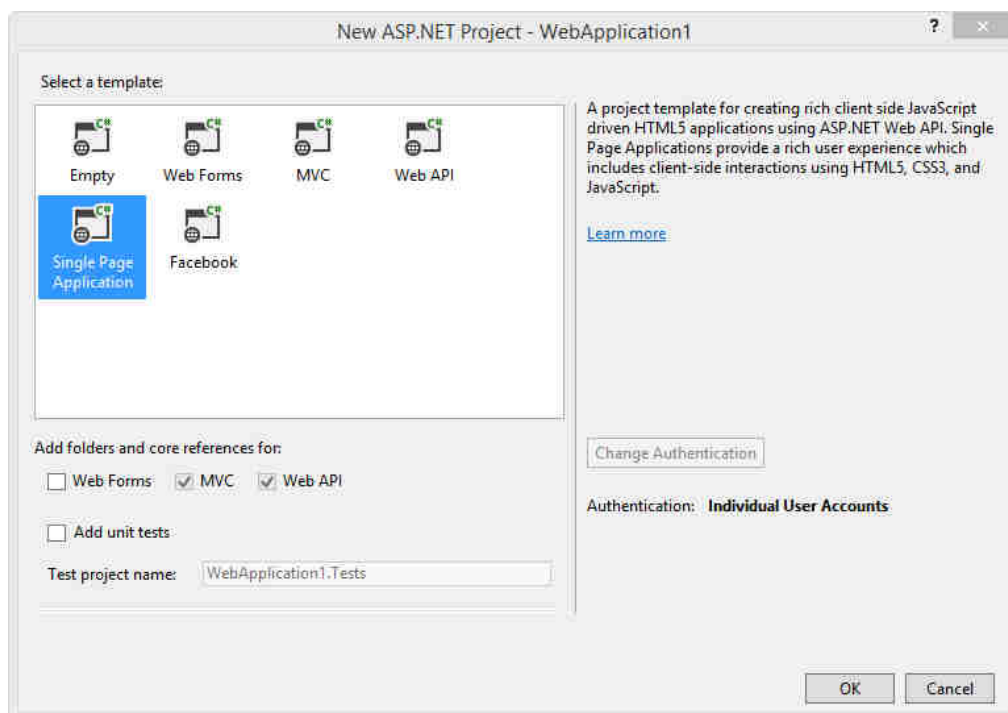 New ASP.NET Project - WebApplication1
?
Select a template:
C# C# C# C#
Empty Web Forms MVC Web API
C# C#
Single Page Facebook
Application
A project template for creating rich client side JavaScript
driven HTML5 applications using ASP.NET Web API. Single
Page Applications provide a rich user experience which
includes client-side interactions using HTML5, CSS3, and
JavaScript.
Learn more
Add folders and core references for:
Web Forms MVC Web API
Add unit tests
Test project name: WebApplication1.Tests
Change Authentication
Authentication: Individual User Accounts
OK Cancel